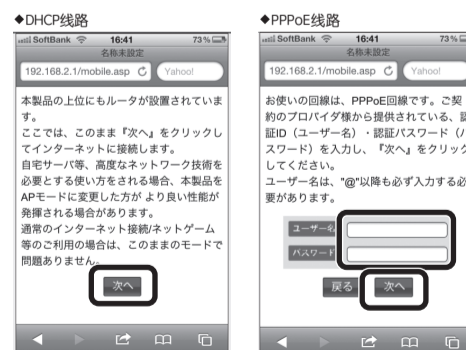 ◆DHCP线路
SoftBank 16:41 73%
名称未設定
192.168.2.1/mobile.asp Yahoo!
本製品の上位にもルータが設置されていま
す。
ここでは、このまま『次へ』をクリックし
てインターネットに接続します。
自宅サーバ等、高度なネットワーク技術を
必要とする使い方をされる場合、本製品を
APモードに変更した方が より良い性能が
発揮される場合があります。
通常のインターネット接続/ネットゲーム
等のご利用の場合は、このままのモードで
問題ありません。
次へ
◆PPPoE线路
SoftBank 16:41 73%
名称未設定
192.168.2.1/mobile.asp Yahoo!
お使いの回線は、PPPoE回線です。ご契
約のプロバイダ様から提供されている、認
証ID（ユーザー名）・認証パスワード（パ
スワード）を入力し、『次へ』をクリック
してください。
ユーザー名は、"@"以降も必ず入力する必
要があります。
ユーザー名
パスワード
戻る 次へ